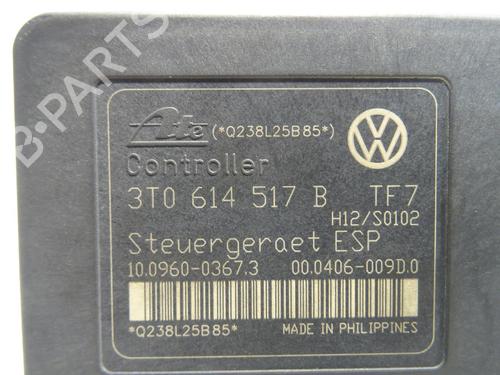 Ate (*Q238L25B85*)
Controller
3T0 614 517 B TF7
H12/S0102
Steuergeraet ESP
10.0960-0367.3 00.0406-009D.0
*Q238L25B85* MADE IN PHILIPPINES